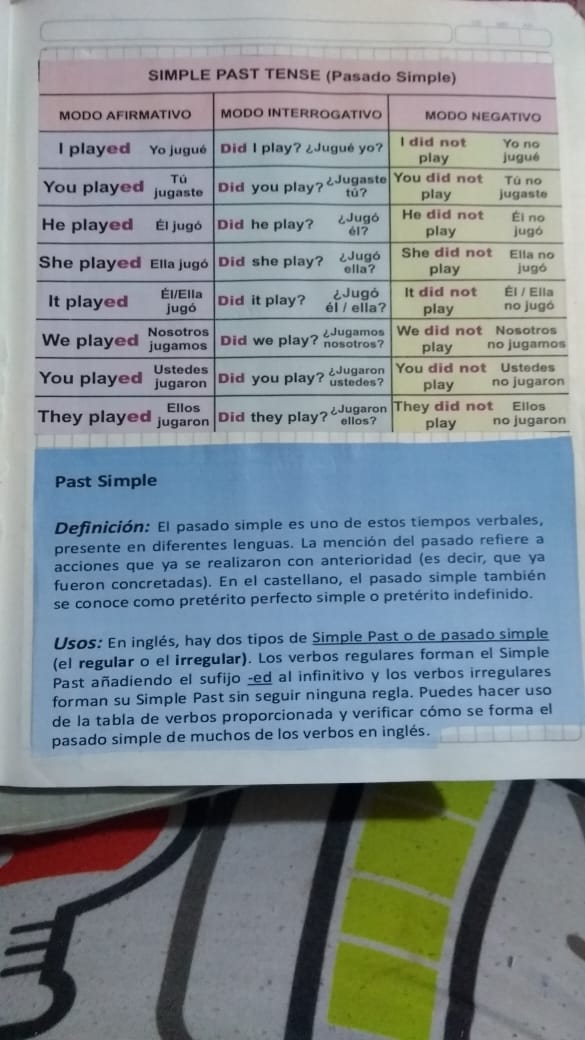 SIMPLE PAST TENSE (Pasado Simple)
MODO AFIRMATIVO MODO INTERROGATIVO MODO NEGATIVO
I played Yo jugué Did I play? ¿Jugué yo? I did not play Yo no jugué
You played Tú jugaste Did you play? ¿Jugaste tú? You did not play Tú no jugaste
He played Él jugó Did he play? ¿Jugó él? He did not play Él no jugó
She played Ella jugó Did she play? ¿Jugó ella? She did not play Ella no jugó
It played Él/Ella jugó Did it play? ¿Jugó él / ella? It did not play Él / Ella no jugó
We played Nosotros jugamos Did we play? ¿Jugamos nosotros? We did not play Nosotros no jugamos
You played Ustedes jugaron Did you play? ¿Jugaron ustedes? You did not play Ustedes no jugaron
They played Ellos jugaron Did they play? ¿Jugaron ellos? They did not play Ellos no jugaron
Past Simple
Definición: El pasado simple es uno de estos tiempos verbales,
presente en diferentes lenguas. La mención del pasado refiere a
acciones que ya se realizaron con anterioridad (es decir, que ya
fueron concretadas). En el castellano, el pasado simple también
se conoce como pretérito perfecto simple o pretérito indefinido.
Usos: En inglés, hay dos tipos de Simple Past o de pasado simple
(el regular o el irregular). Los verbos regulares forman el Simple
Past añadiendo el sufijo -ed al infinitivo y los verbos irregulares
forman su Simple Past sin seguir ninguna regla. Puedes hacer uso
de la tabla de verbos proporcionada y verificar cómo se forma el
pasado simple de muchos de los verbos en inglés.